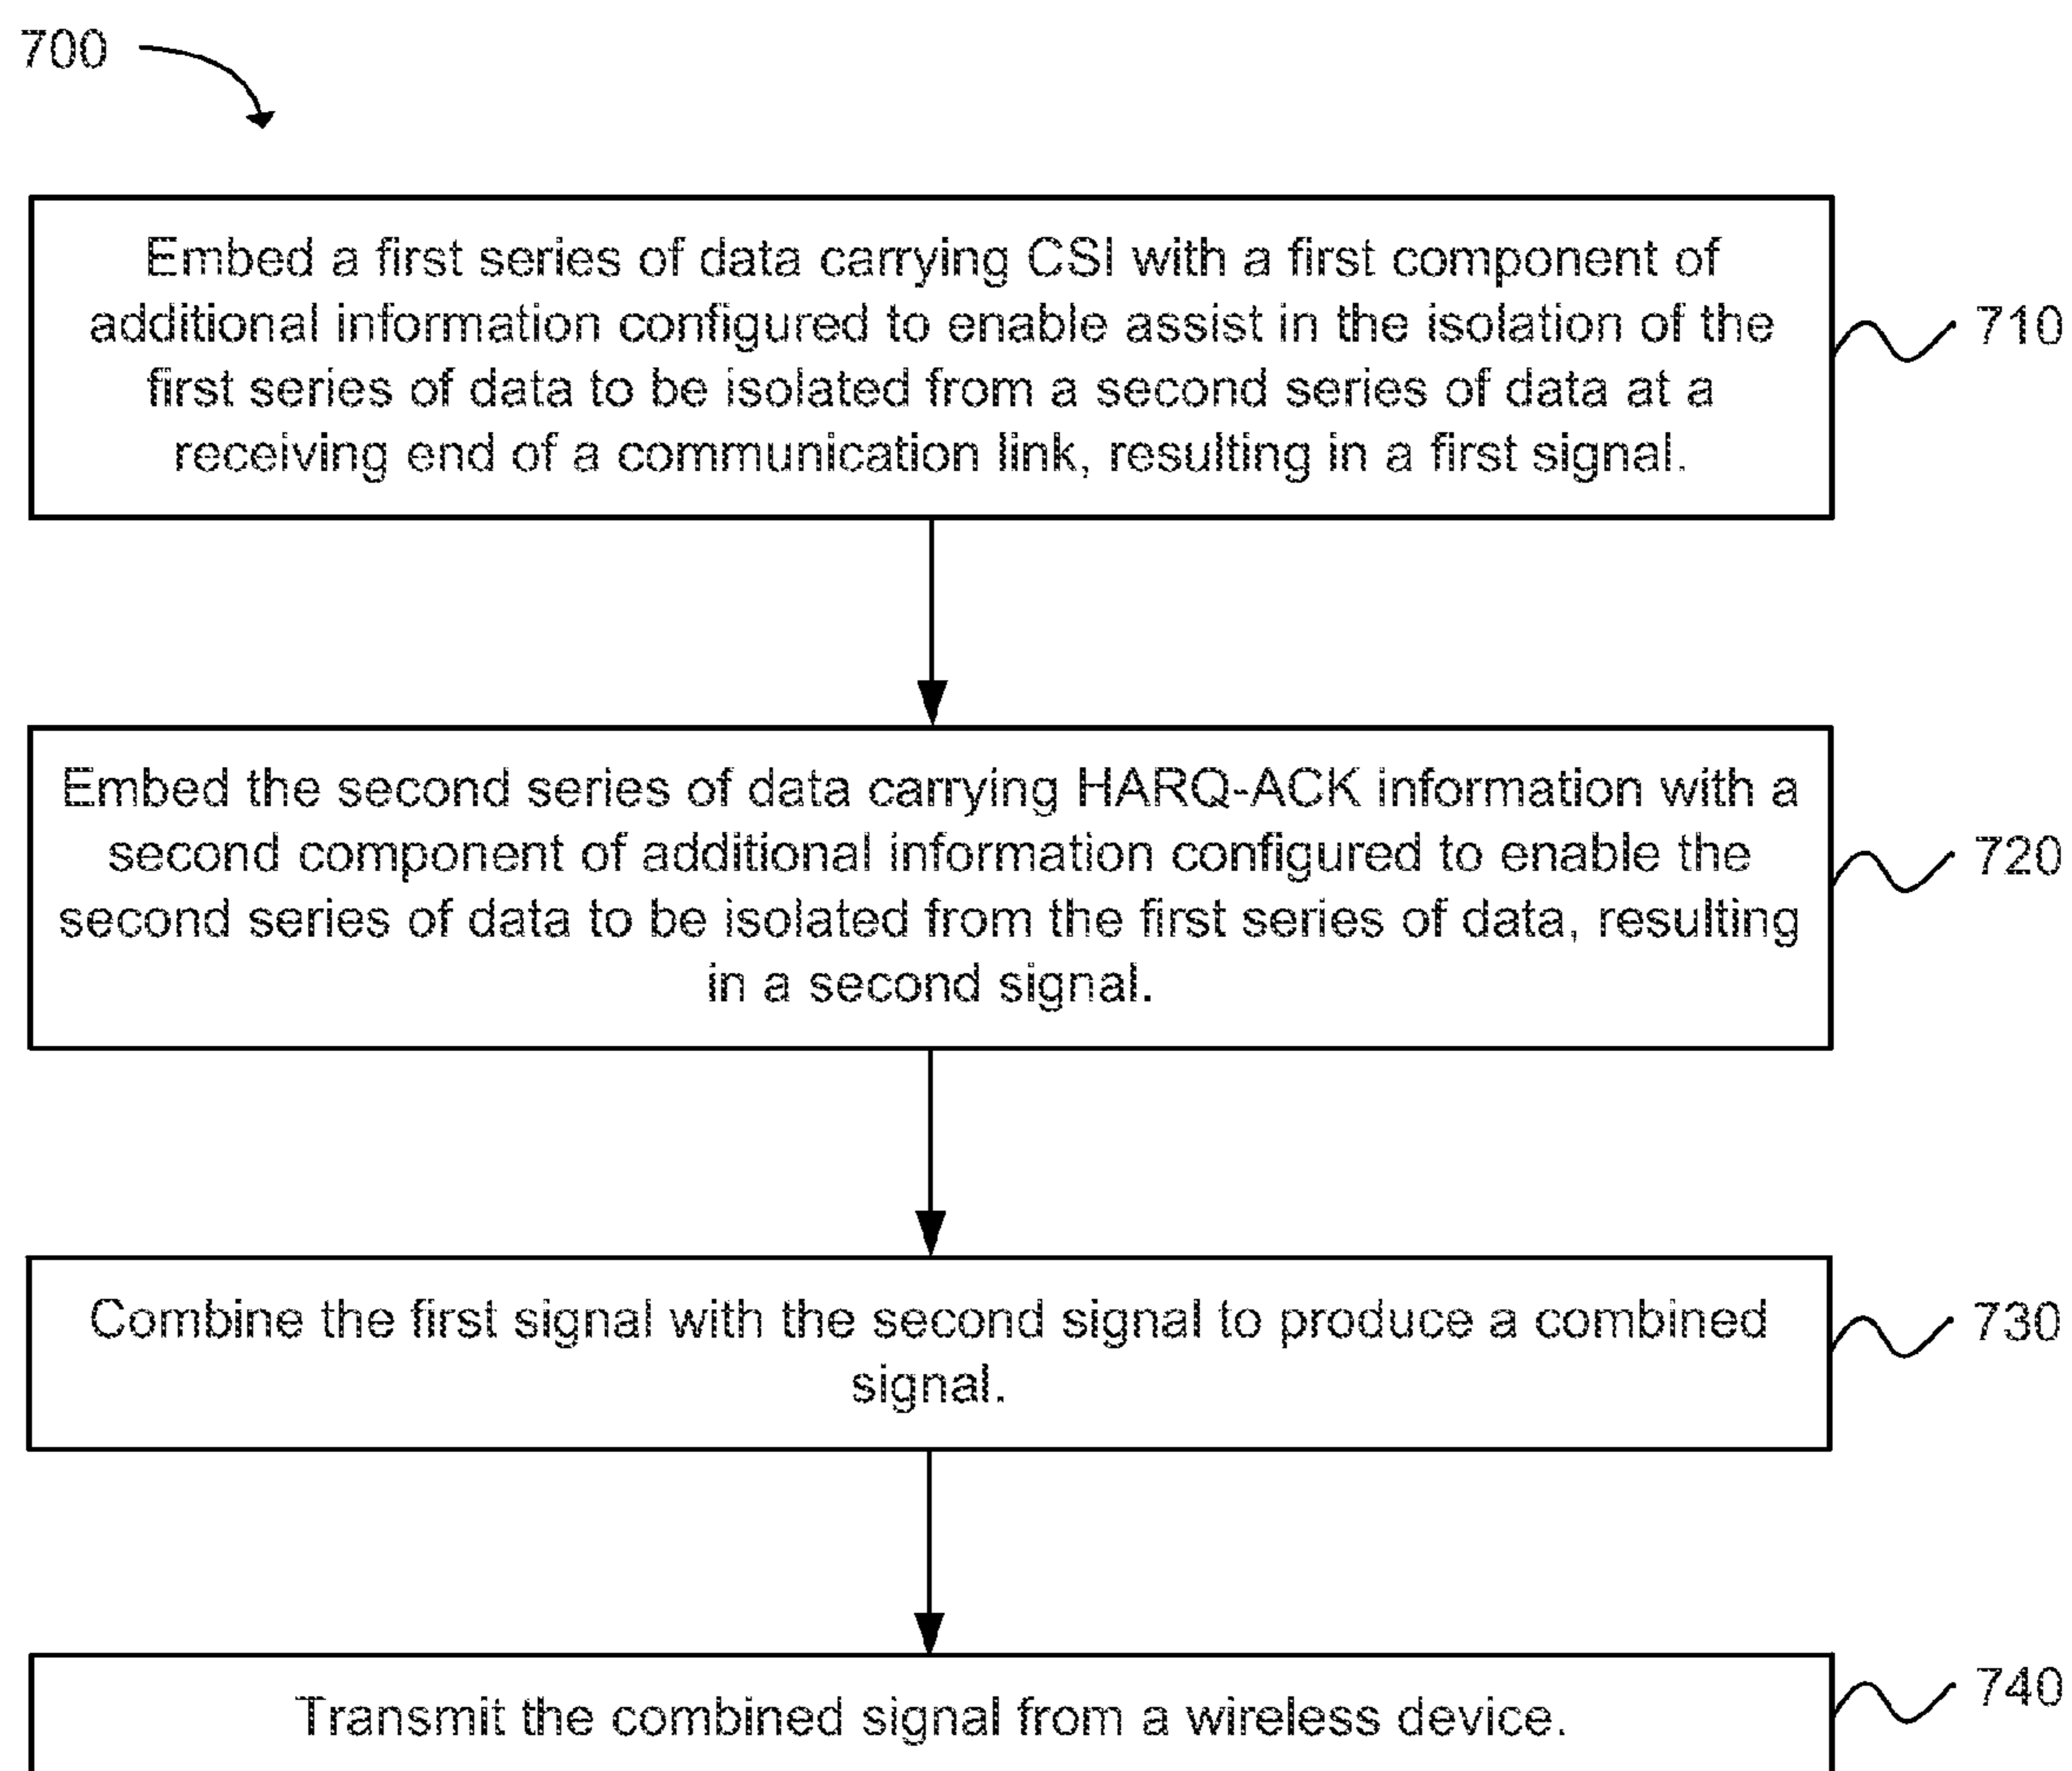 700
Embed a first series of data carrying CSI with a first component of
additional information configured to enable assist in the isolation of the
first series of data to be isolated from a second series of data at a
receiving end of a communication link, resulting in a first signal.
710
Embed the second series of data carrying HARQ-ACK information with a
second component of additional information configured to enable the
second series of data to be isolated from the first series of data, resulting
in a second signal.
720
Combine the first signal with the second signal to produce a combined
signal.
730
Transmit the combined signal from a wireless device.
740